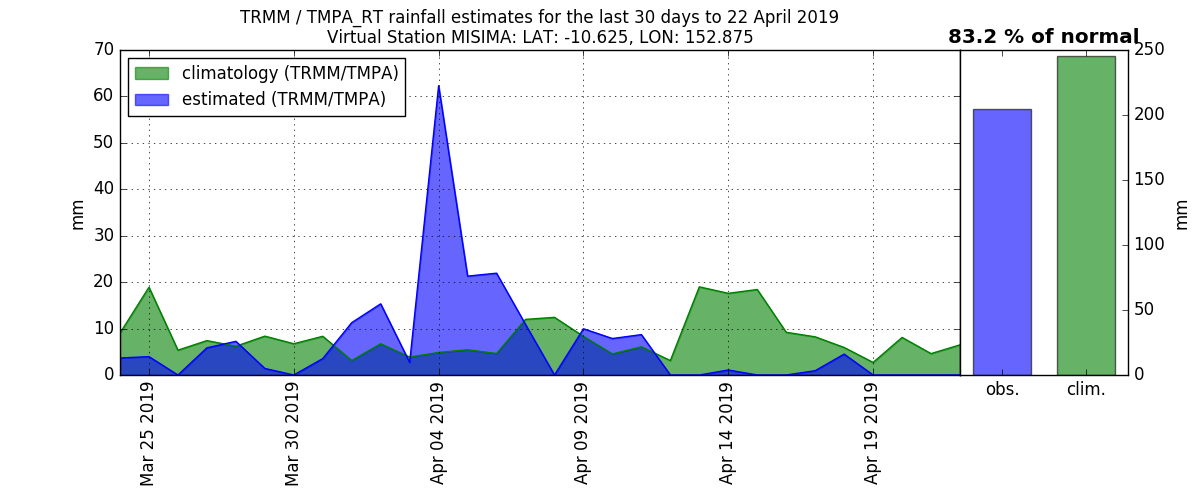 TRMM / TMPA_RT rainfall estimates for the last 30 days to 22 April 2019
Virtual Station MISIMA: LAT: -10.625, LON: 152.875
83.2 % of normal
climatology (TRMM/TMPA)
estimated (TRMM/TMPA)
70
60
50
40
30
20
10
0
mm
Mar 25 2019
Mar 30 2019
Apr 04 2019
Apr 09 2019
Apr 14 2019
Apr 19 2019
250
200
150
100
50
0
mm
obs.
clim.